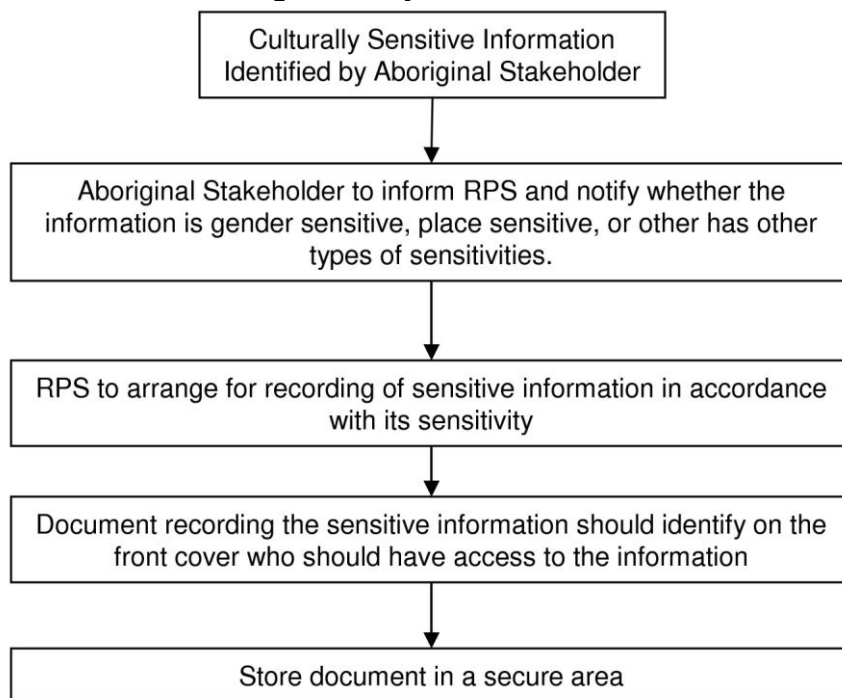 Culturally Sensitive Information
Identified by Aboriginal Stakeholder
Aboriginal Stakeholder to inform RPS and notify whether the
information is gender sensitive, place sensitive, or other has other
types of sensitivities.
RPS to arrange for recording of sensitive information in accordance
with its sensitivity
Document recording the sensitive information should identify on the
front cover who should have access to the information
Store document in a secure area